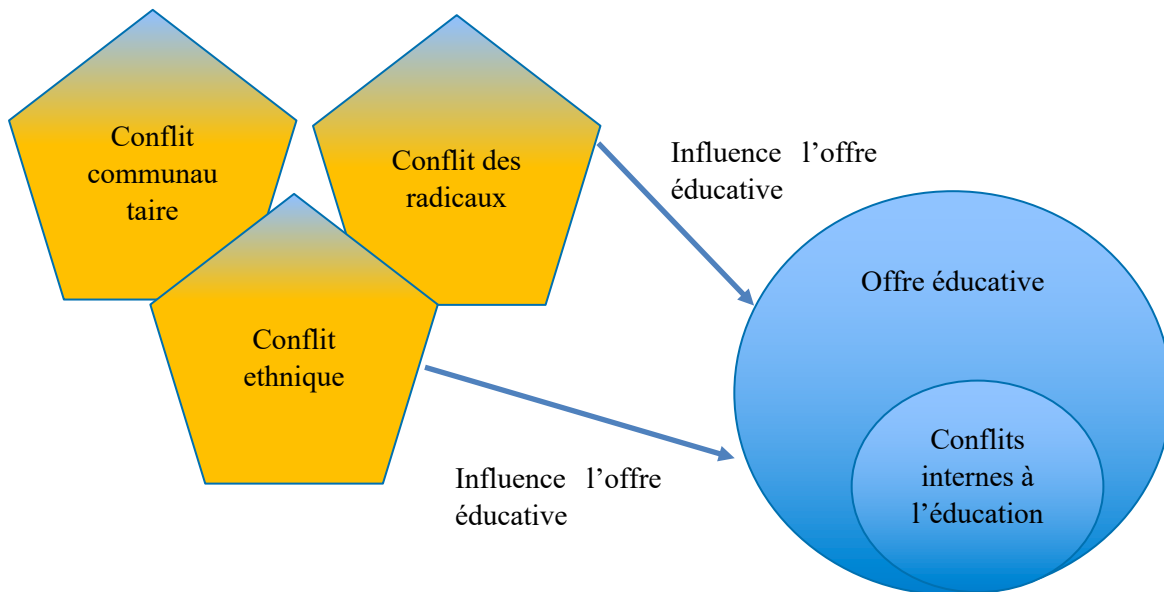 Conflit
communau
taire
Conflit des
radicaux
Conflit
ethnique
Influence l’offre
éducative
Influence l’offre
éducative
Offre éducative
Conflits
internes à
l’éducation